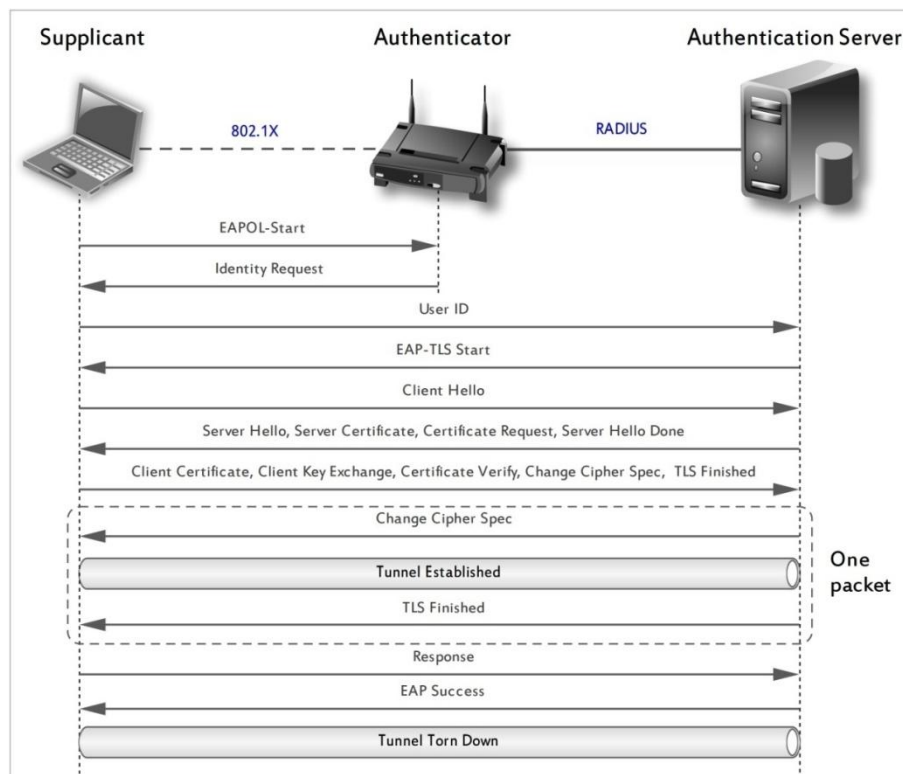 Supplicant
Authenticator
Authentication Server
802.1X
RADIUS
EAPOL-Start
Identity Request
User ID
EAP-TLS Start
Client Hello
Server Hello, Server Certificate, Certificate Request, Server Hello Done
Client Certificate, Client Key Exchange, Certificate Verify, Change Cipher Spec, TLS Finished
Change Cipher Spec
Tunnel Established
One
packet
TLS Finished
Response
EAP Success
Tunnel Torn Down